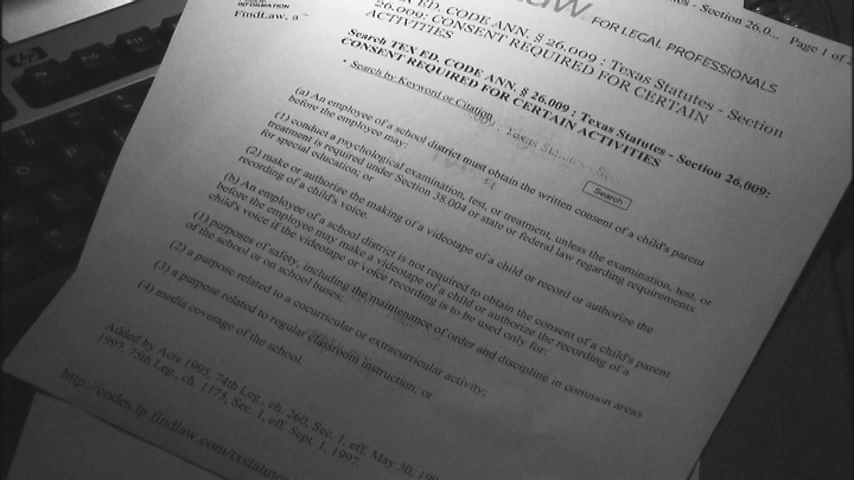 - Section 26.0... Page 1 of 2
FOR LEGAL PROFESSIONALS
INFORMATION
FindLaw, a
ED. CODE ANN. § 26.009 : Texas Statutes - Section
26.009: CONSENT REQUIRED FOR CERTAIN
ACTIVITIES
Search TEX ED. CODE ANN. § 26.009 : Texas Statutes - Section 26.009:
CONSENT REQUIRED FOR CERTAIN ACTIVITIES
• Search by Keyword or Citation
Search
(a) An employee of a school district must obtain the written consent of a child's parent
before the employee may:
(1) conduct a psychological examination, test, or treatment, unless the examination, test, or
treatment is required under Section 38.004 or state or federal law regarding requirements
for special education; or
(2) make or authorize the making of a videotape of a child or record or authorize the
recording of a child's voice.
(b) An employee of a school district is not required to obtain the consent of a child's parent
before the employee may make a videotape of a child or authorize the recording of a
child's voice if the videotape or voice recording is to be used only for:
(1) purposes of safety, including the maintenance of order and discipline in common areas
of the school or on school buses;
(2) a purpose related to a cocurricular or extracurricular activity;
(3) a purpose related to regular classroom instruction; or
(4) media coverage of the school.
Added by Acts 1995, 74th Leg., ch. 260, Sec. 1, eff. May 30, 199
1997, 75th Leg., ch. 1175, Sec. 1, eff. Sept. 1, 1997.
http://codes.lp.findlaw.com/txstatutes
hp